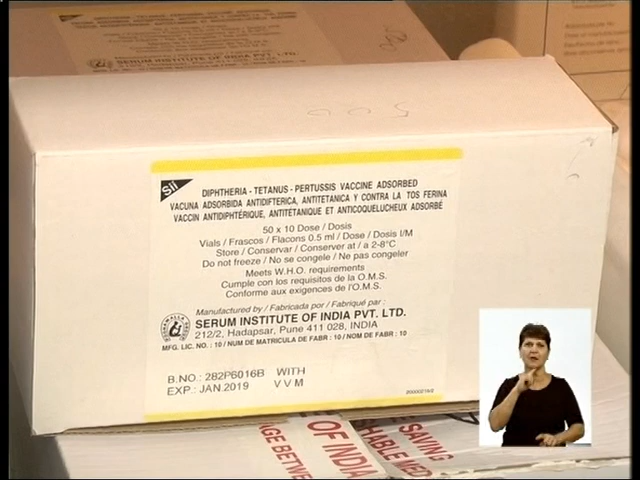 SERUM INSTITUTE OF INDIA PVT. LTD.
Sii
DIPHTHERIA - TETANUS - PERTUSSIS VACCINE ADSORBED
VACUNA ADSORBIDA ANTIDIFTERICA, ANTITETANICA Y CONTRA LA TOS FERINA
VACCIN ANTIDIPHTÉRIQUE, ANTITÉTANIQUE ET ANTICOQUELUCHEUX ADSORBÉ
50 x 10 Dose / Dosis
Vials / Frascos / Flacons 0.5 ml / Dose / Dosis I/M
Store / Conservar / Conserver at / a 2-8°C
Do not freeze / No se congele / Ne pas congeler
Meets W.H.O. requirements
Cumple con los requisitos de la O.M.S.
Conforme aux exigences de l'O.M.S.
Manufactured by / Fabricada por / Fabriqué par :
SERUM INSTITUTE OF INDIA PVT. LTD.
212/2, Hadapsar, Pune 411 028, INDIA
MFG. LIC. NO. : 10 / NUM DE MATRICULA DE FABR : 10 / NOM DE FABR : 10
B.NO.: 282P6016B WITH
EXP.: JAN.2019 V V M
OF INDIA
SAVING
AGE BETWE